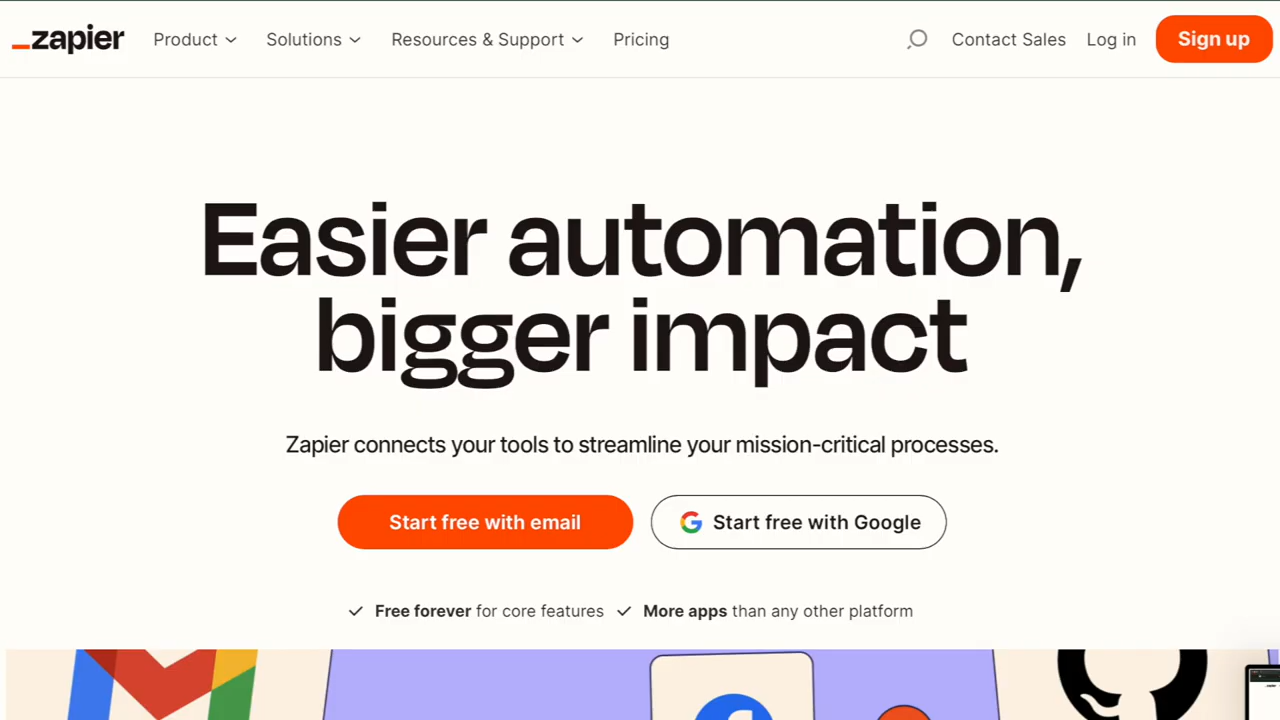 zapier Product Solutions Resources & Support Pricing Contact Sales Log in Sign up
Easier automation,
bigger impact
Zapier connects your tools to streamline your mission-critical processes.
Start free with email Start free with Google
Free forever for core features More apps than any other platform